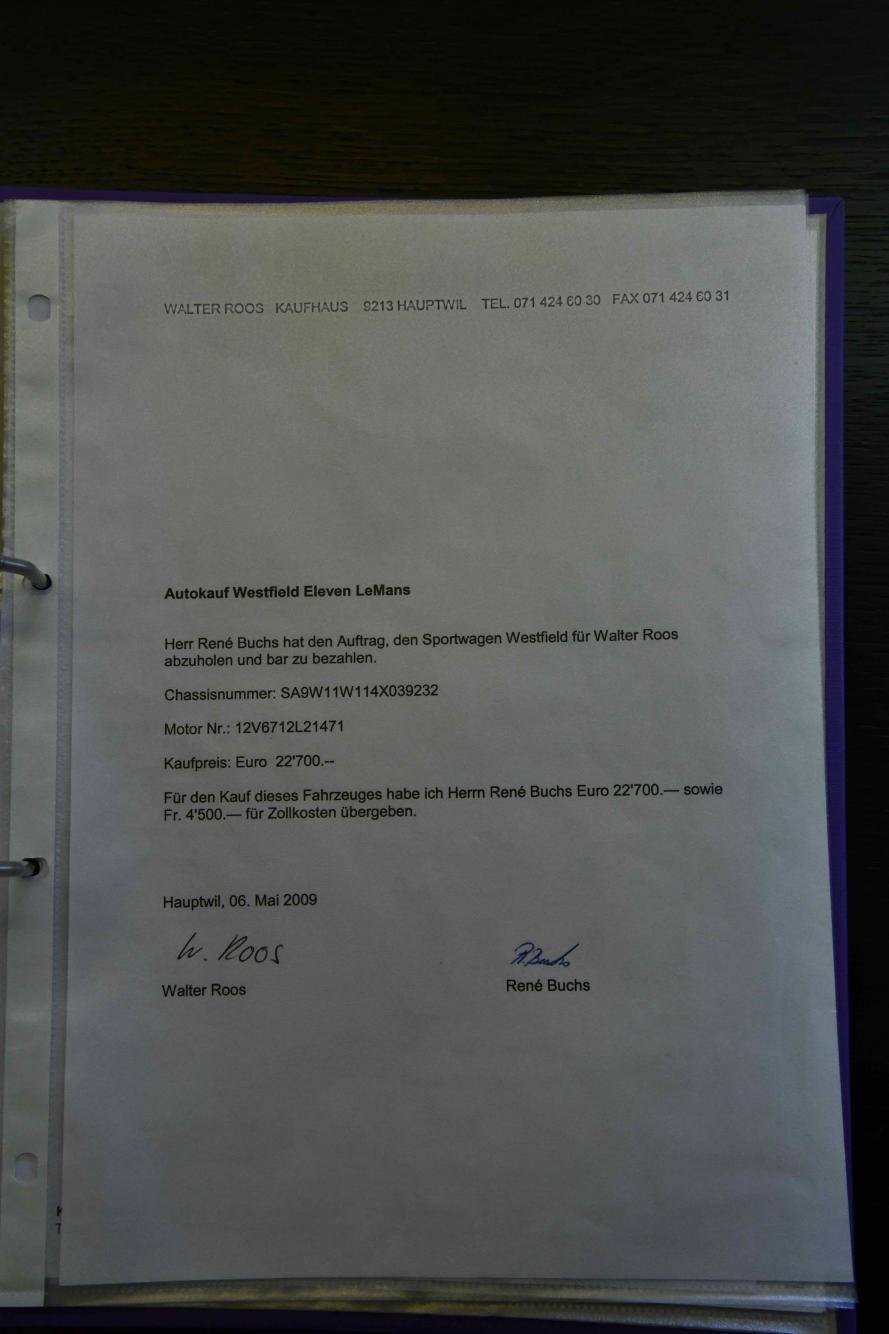 WALTER ROOS KAUFHAUS 9213 HAUPTWIL TEL. 071 424 60 30 FAX 071 424 60 31
Autokauf Westfield Eleven LeMans
Herr René Buchs hat den Auftrag, den Sportwagen Westfield für Walter Roos
abzuholen und bar zu bezahlen.
Chassisnummer: SA9W11W114X039232
Motor Nr.: 12V6712L21471
Kaufpreis: Euro 22'700.--
Für den Kauf dieses Fahrzeuges habe ich Herrn René Buchs Euro 22'700.— sowie
Fr. 4'500.— für Zollkosten übergeben.
Hauptwil, 06. Mai 2009
W. Roos R. Buchs
Walter Roos René Buchs